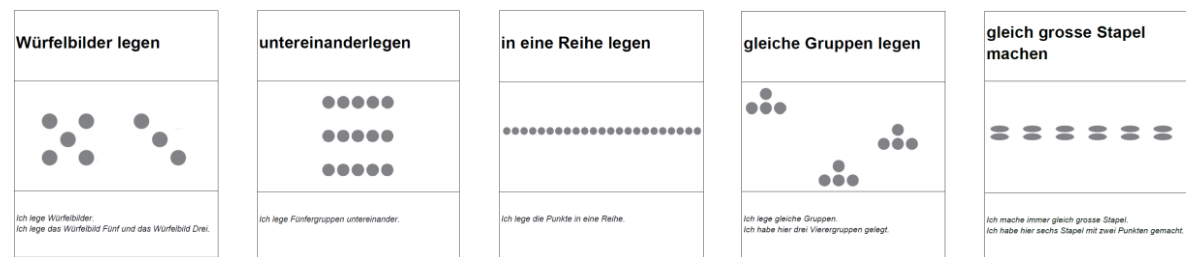 Würfelbilder legen
Ich lege Würfelbilder.
Ich lege das Würfelbild Fünf und das Würfelbild Drei.
untereinanderlegen
Ich lege Fünfergruppen untereinander.
in eine Reihe legen
Ich lege die Punkte in eine Reihe.
gleiche Gruppen legen
Ich lege gleiche Gruppen.
Ich habe hier drei Vierergruppen gelegt.
gleich grosse Stapel
machen
Ich mache immer gleich grosse Stapel.
Ich habe hier sechs Stapel mit zwei Punkten gemacht.